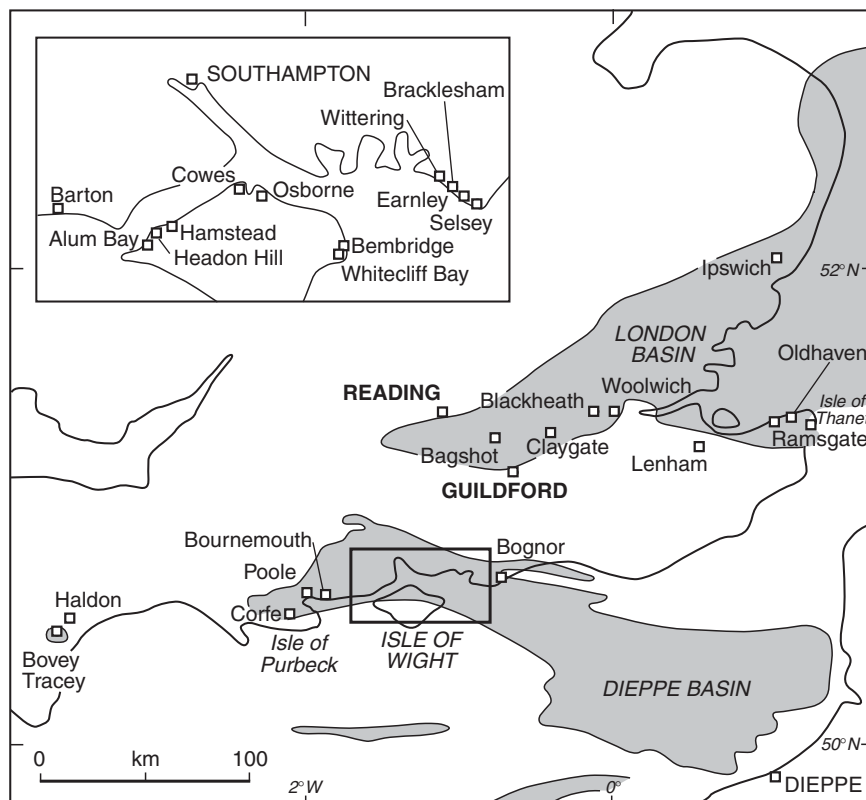 SOUTHAMPTON
Bracklesham
Wittering
Cowes
Osborne
Barton
Earnley
Selsey
Alum Bay
Hamstead
Headon Hill
Bembridge
Whitecliff Bay
Ipswich
52°N
LONDON
BASIN
Oldhaven
Isle of
Thanet
READING
Blackheath
Woolwich
Bagshot
Claygate
Lenham
Ramsgate
GUILDFORD
Bournemouth
Bognor
Poole
Haldon
Corfe
Isle of
Purbeck
ISLE OF
WIGHT
Bovey
Tracey
DIEPPE BASIN
0 km 100
50°N
2°W
0°
DIEPPE